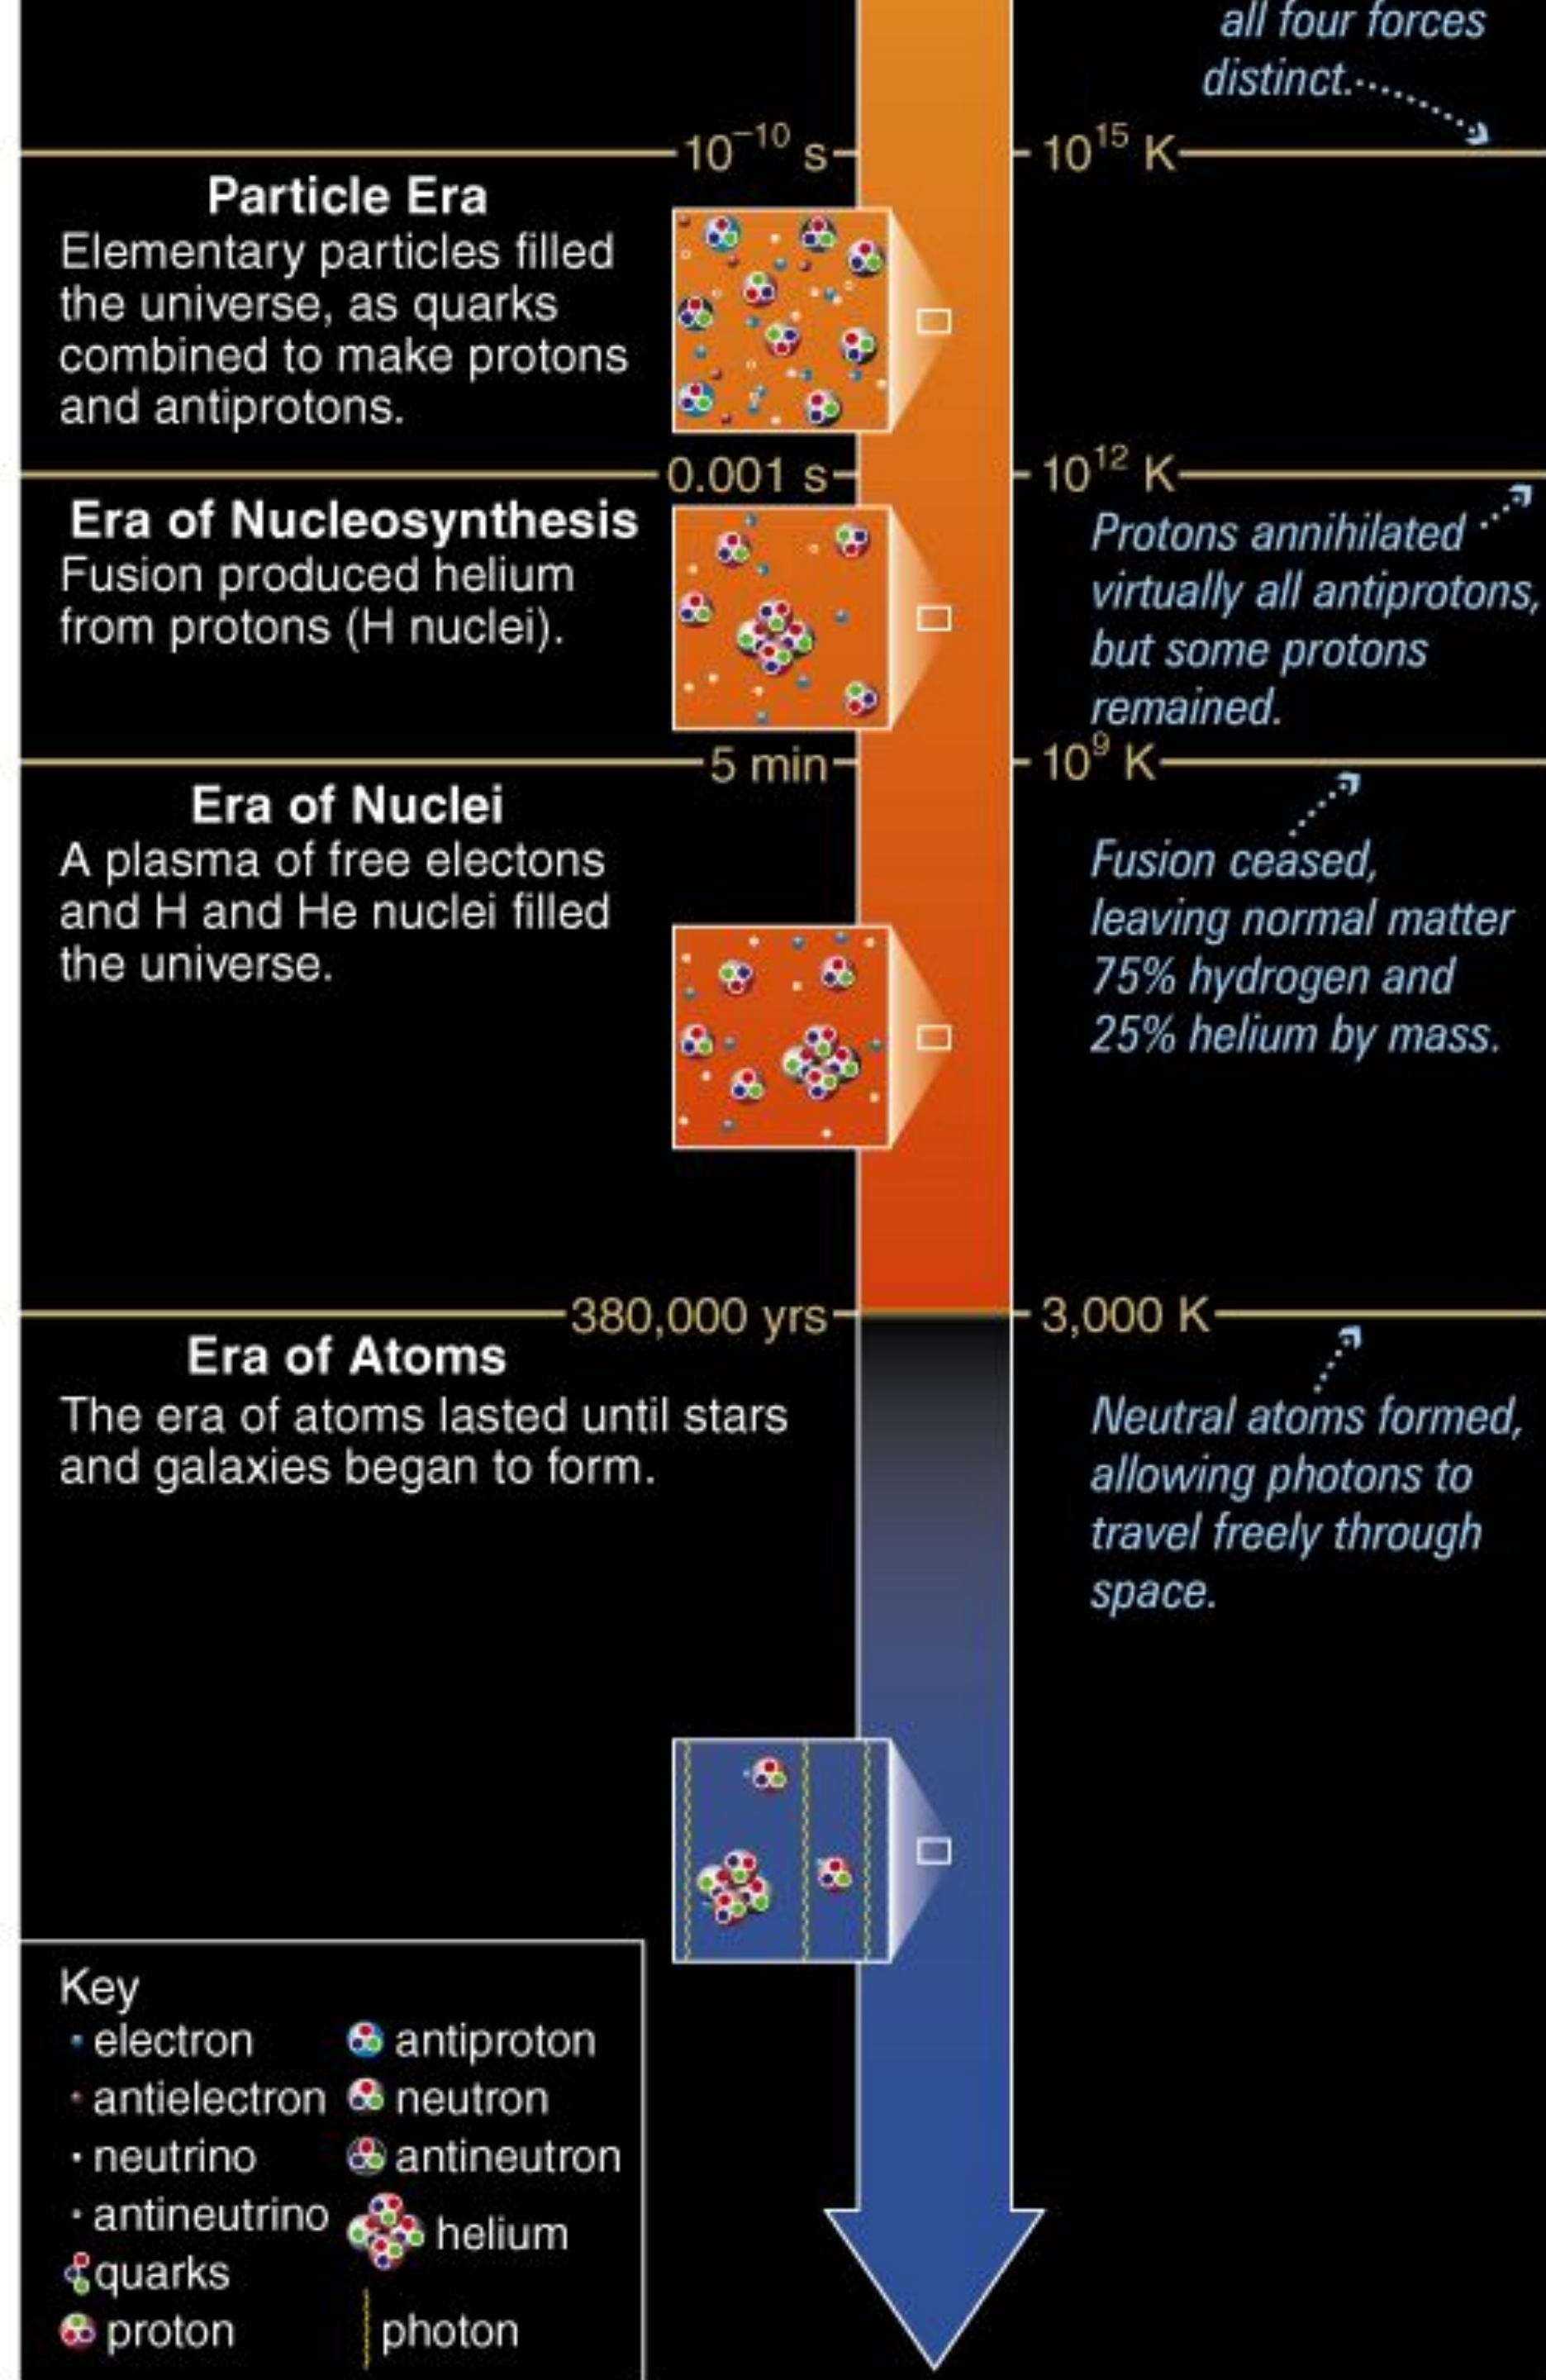 all four forces
distinct.
10⁻¹⁰ s
10¹⁵ K
Particle Era
Elementary particles filled
the universe, as quarks
combined to make protons
and antiprotons.
0.001 s
10¹² K
Era of Nucleosynthesis
Fusion produced helium
from protons (H nuclei).
Protons annihilated
virtually all antiprotons,
but some protons
remained.
5 min
10⁹ K
Era of Nuclei
A plasma of free electons
and H and He nuclei filled
the universe.
Fusion ceased,
leaving normal matter
75% hydrogen and
25% helium by mass.
380,000 yrs
3,000 K
Era of Atoms
The era of atoms lasted until stars
and galaxies began to form.
Neutral atoms formed,
allowing photons to
travel freely through
space.
Key
electron
antielectron
neutrino
antineutrino
quarks
proton
antiproton
neutron
antineutron
helium
photon